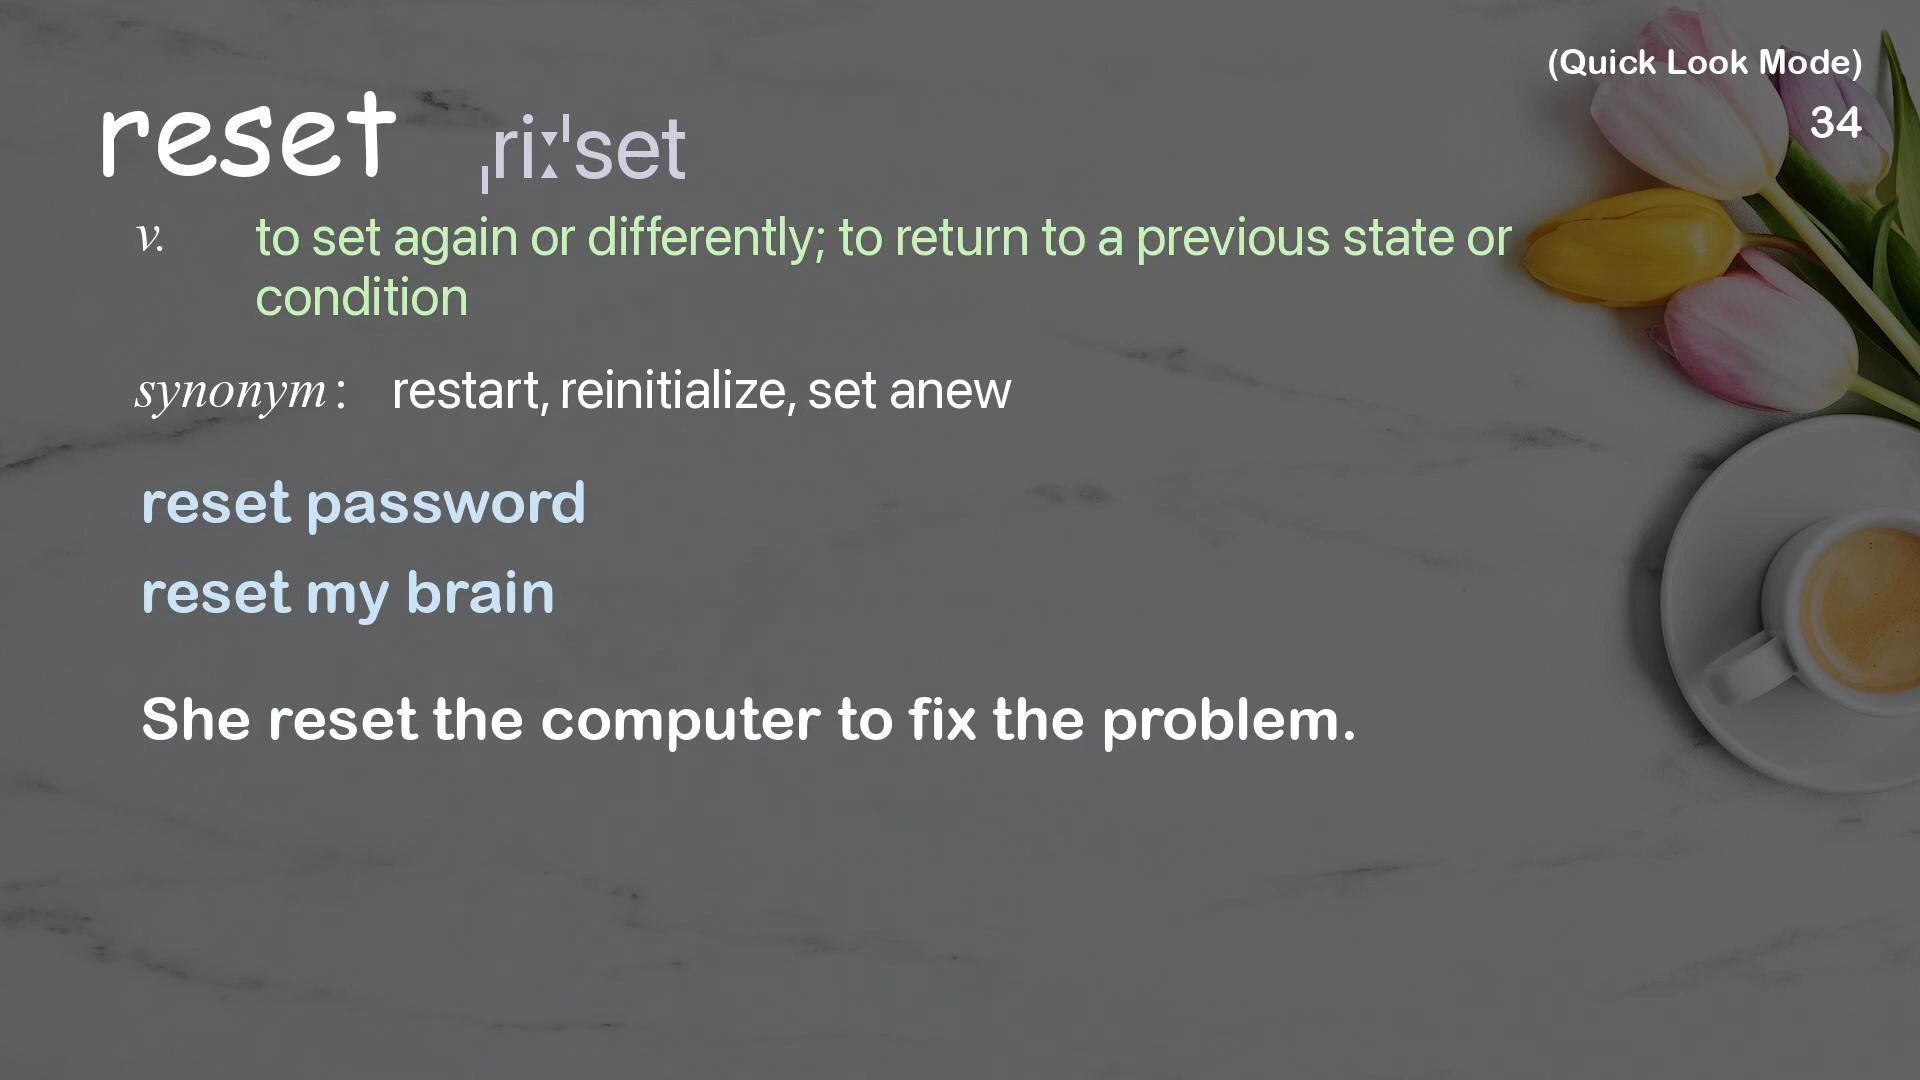 (Quick Look Mode)
34
reset ˌriːˈset
v. to set again or differently; to return to a previous state or
condition
synonym: restart, reinitialize, set anew
reset password
reset my brain
She reset the computer to fix the problem.